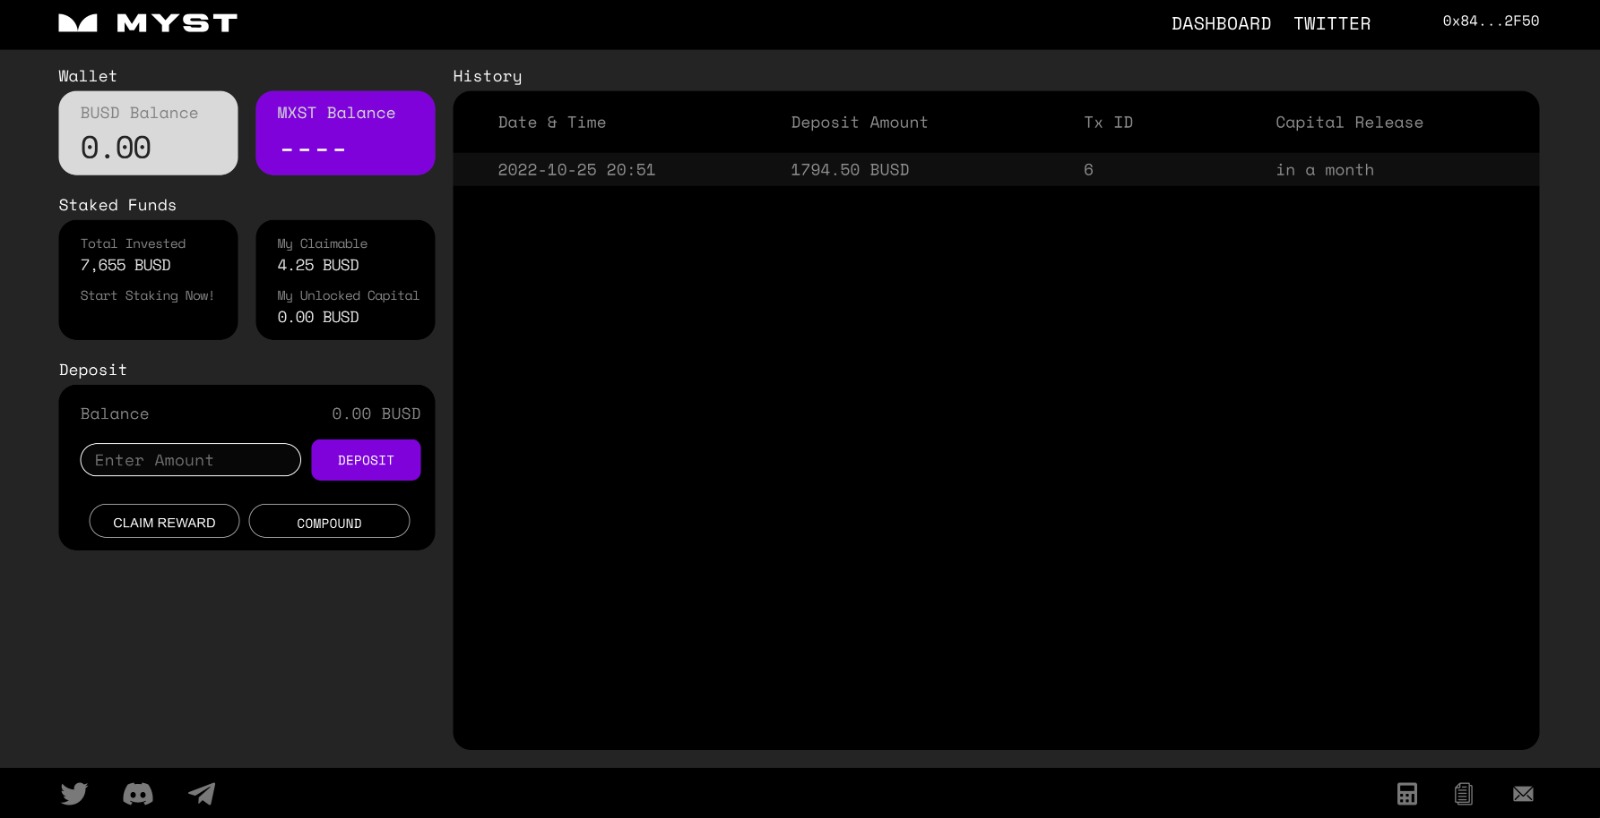 MYST
DASHBOARD TWITTER 0x84...2F50
Wallet
BUSD Balance
0.00
MXST Balance
----
Staked Funds
Total Invested
7,655 BUSD
Start Staking Now!
My Claimable
4.25 BUSD
My Unlocked Capital
0.00 BUSD
Deposit
Balance 0.00 BUSD
Enter Amount DEPOSIT
CLAIM REWARD COMPOUND
History
Date & Time Deposit Amount Tx ID Capital Release
2022-10-25 20:51 1794.50 BUSD 6 in a month